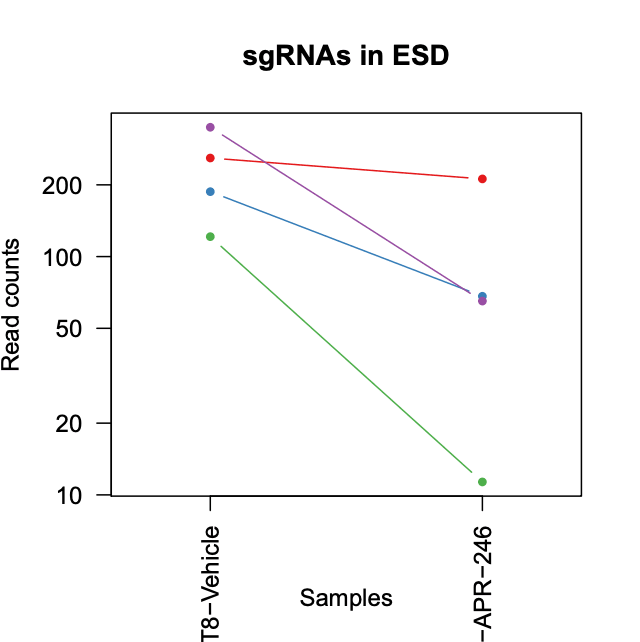 sgRNAs in ESD
Read counts
200
100
50
20
10
T8−Vehicle
−APR−246
Samples